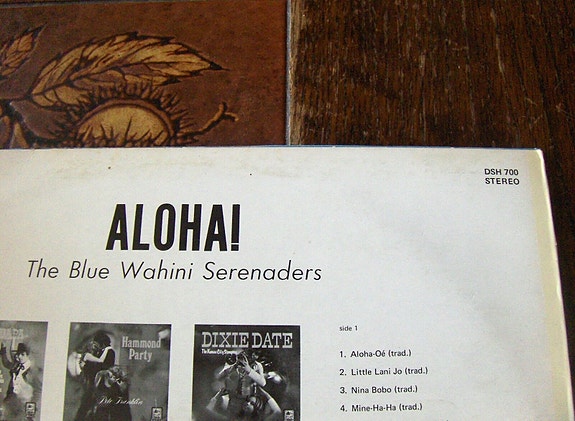 DSH 700
STEREO
ALOHA!
The Blue Wahini Serenaders
Hammond
Party
DIXIE DATE
side 1
1. Aloha-Oé (trad.)
2. Little Lani Jo (trad.)
3. Nina Bobo (trad.)
4. Mine-Ha-Ha (trad.)